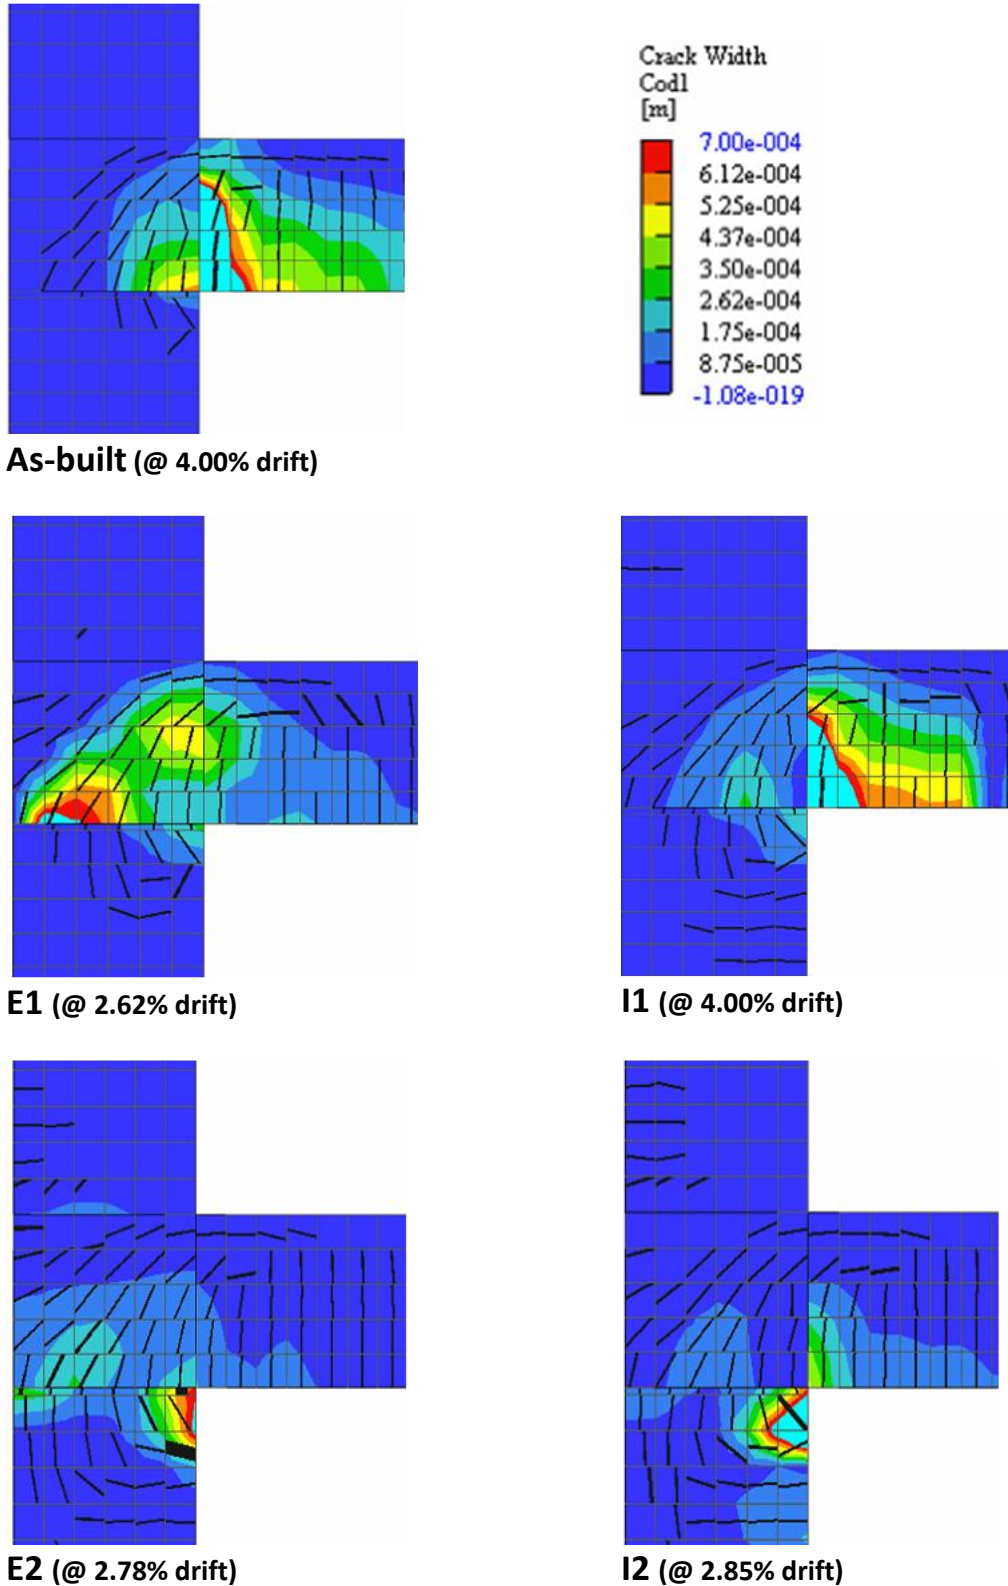 Crack Width
Cod1
[m]
7.00e-004
6.12e-004
5.25e-004
4.37e-004
3.50e-004
2.62e-004
1.75e-004
8.75e-005
-1.08e-019
As-built (@ 4.00% drift)
E1 (@ 2.62% drift)
I1 (@ 4.00% drift)
E2 (@ 2.78% drift)
I2 (@ 2.85% drift)